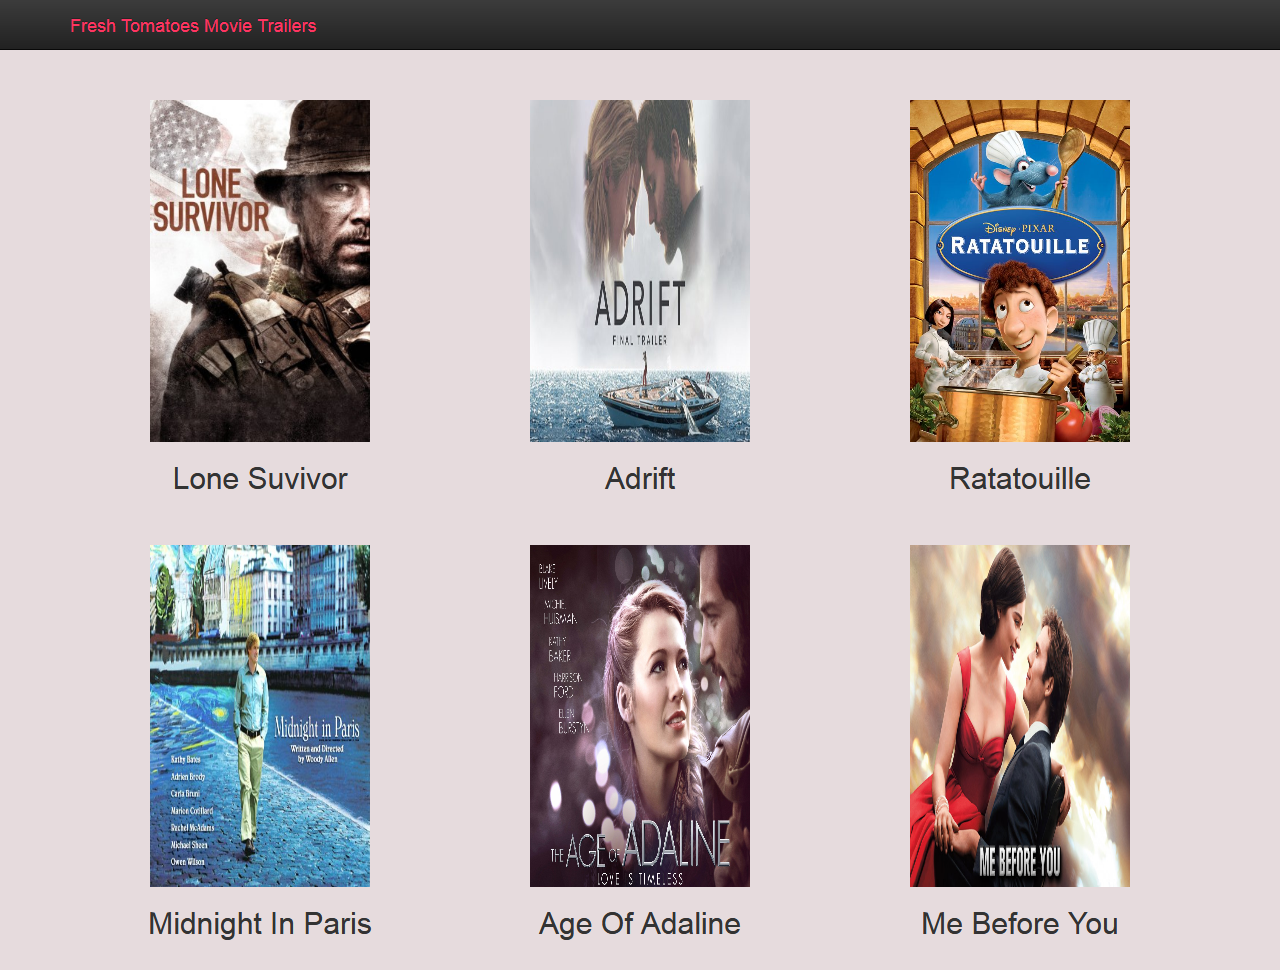 Fresh Tomatoes Movie Trailers
LONE
SURVIVOR
ADRIFT
FINAL TRAILER
DISNEY · PIXAR
RATATOUILLE
Lone Suvivor
Adrift
Ratatouille
Midnight in Paris
Written and Directed
by Woody Allen
Kathy Bates
Adrien Brody
Carla Bruni
Marion Cotillard
Rachel McAdams
Michael Sheen
Owen Wilson
BLAKE
LIVELY
MICHIEL
HUISMAN
KATHY
BAKER
HARRISON
FORD
ELLEN
BURSTYN
THE AGE OF ADALINE
LOVE IS TIMELESS
ME BEFORE YOU
Midnight In Paris
Age Of Adaline
Me Before You